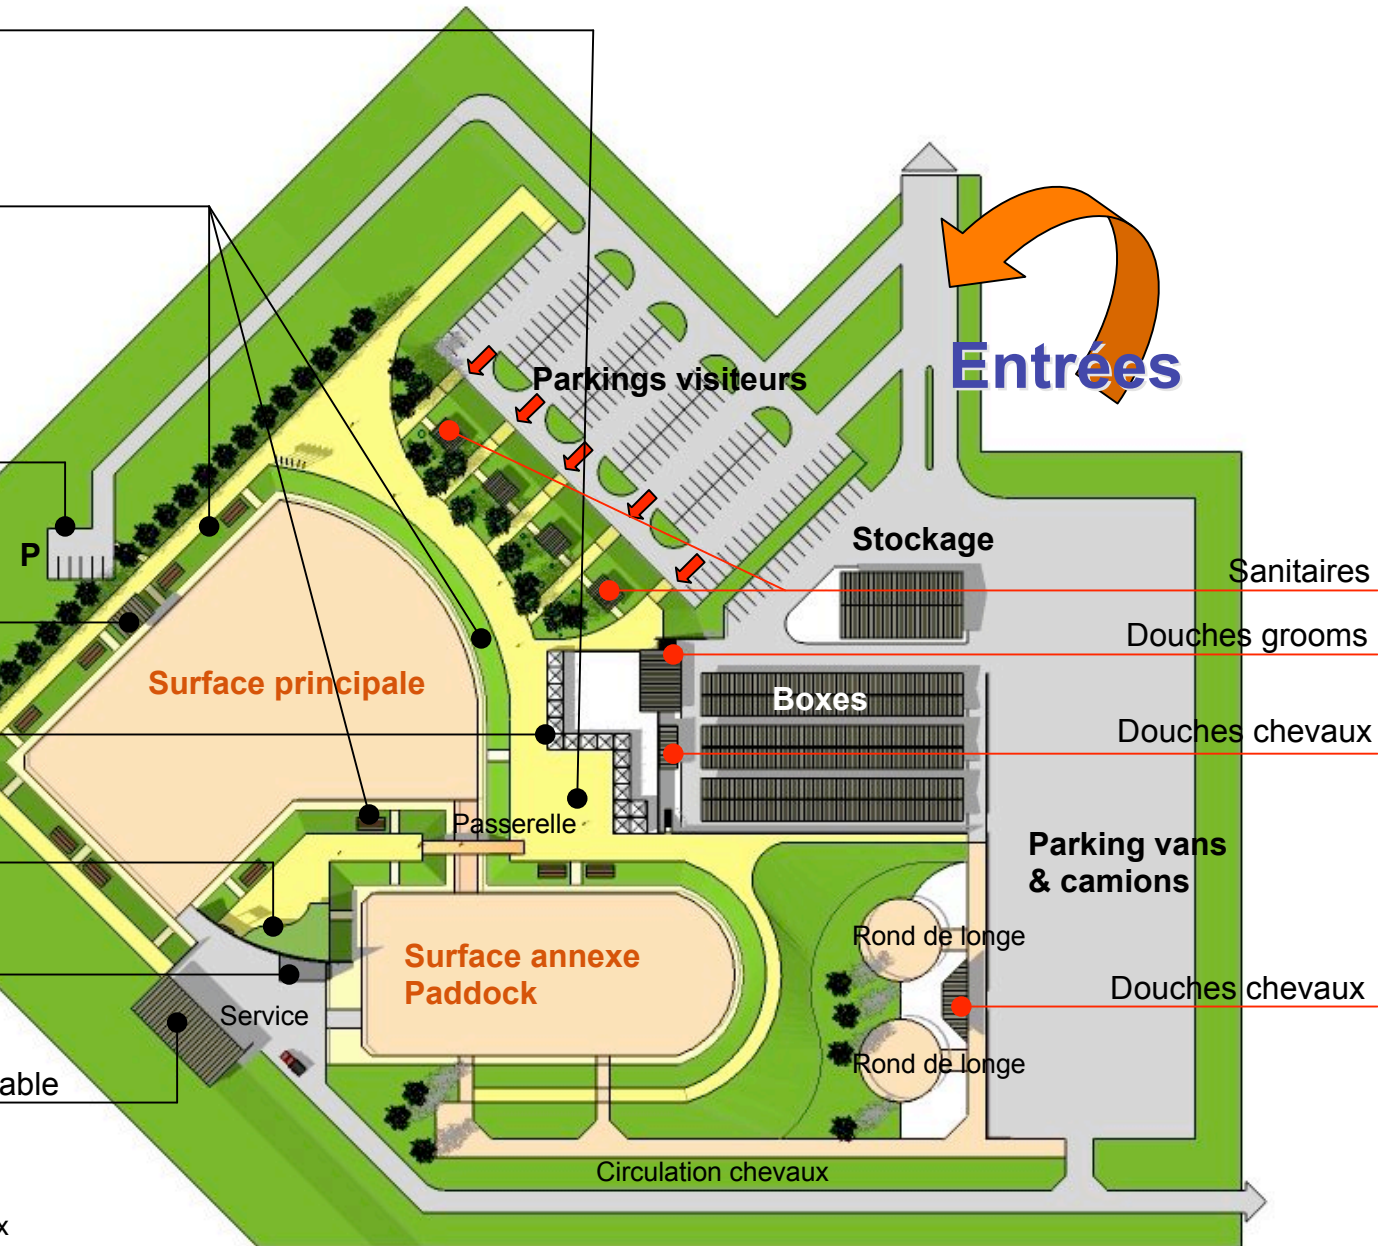 Entrées
Parkings visiteurs
Stockage
P
Sanitaires
Douches grooms
Surface principale
Boxes
Douches chevaux
Passerelle
Parking vans
& camions
Rond de longe
Surface annexe
Paddock
Douches chevaux
Service
Rond de longe
able
Circulation chevaux
x